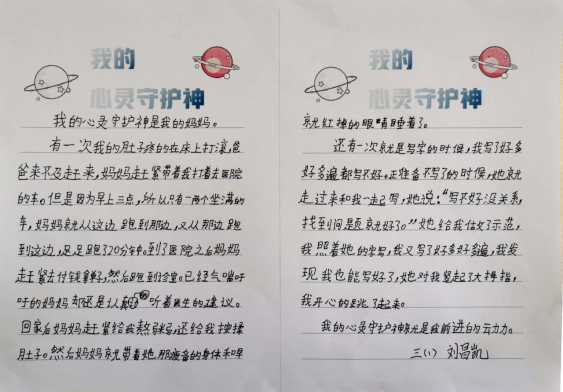 我的
心灵守护神
我的心灵守护神是我的妈妈。
有一次我的肚子疼的在床上打滚,爸
爸来不及赶来,妈妈赶紧带着我打着去医院
的车。但是因为早上三点,所以只有一两个坐满的
车,妈妈就从这边跑到那边,又从那边跑
到这边,足足跑了20分钟。到了医院之后妈妈
赶紧去付钱拿好,然后跑到诊室。已经气喘吁
吁的妈妈却还是认真的听着医生的建议。
回家后妈妈赶紧给我熬粥,还给我按揉
肚子。然后妈妈就带着她那疲备的身体和早
我的
心灵守护神
就红掉的眼睛睡着了。
还有一次就是写字的时候,我写了好多
好多遍都写不好。正准备不写了的时候,她就
走过来和我一起写,她说:“写不好没关系,
找到问题就好了。”她给我做了示范,
我照着她的字写,我又写了好多好多遍,我发
现我也能写好了,她对我竖起了大拇指,
我开心的跳了起来。
我的心灵守护神就是我前进的动力。
三(1) 刘昌凯